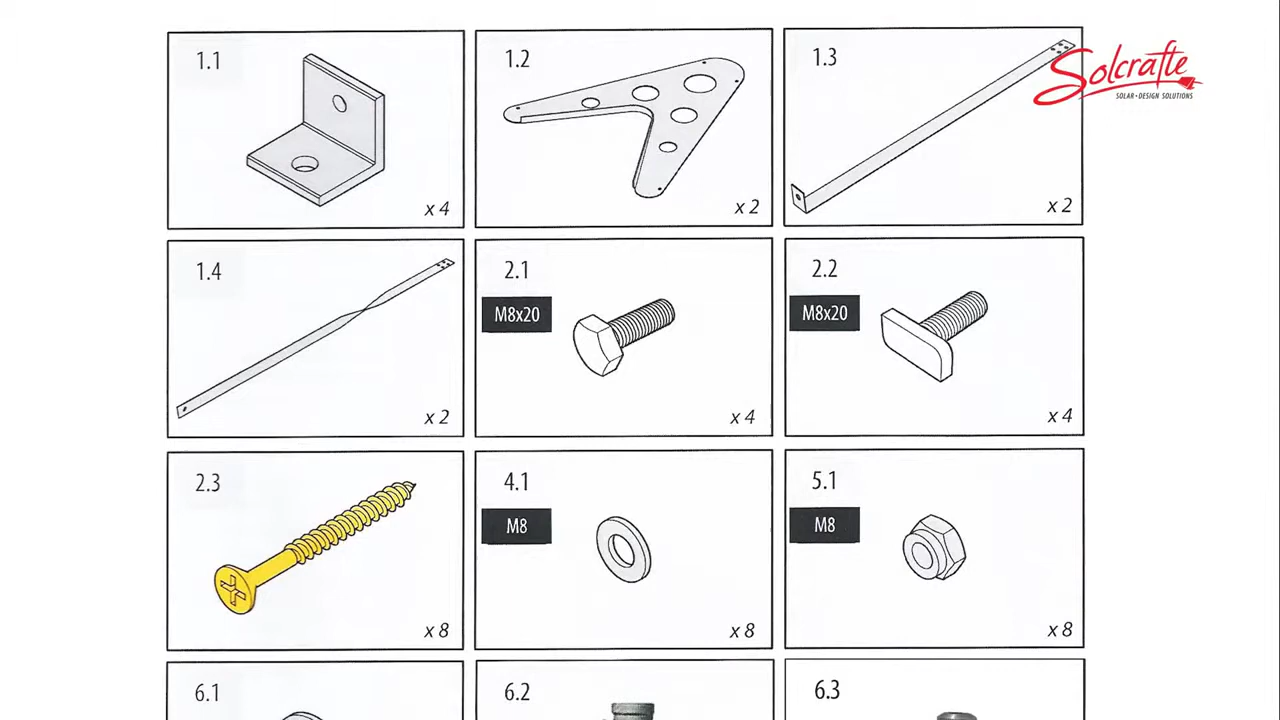 1.1
x 4
1.2
x 2
1.3
x 2
Solcrafte
SOLAR • DESIGN SOLUTIONS
1.4
x 2
2.1
M8x20
x 4
2.2
M8x20
x 4
2.3
x 8
4.1
M8
x 8
5.1
M8
x 8
6.1
6.2
6.3